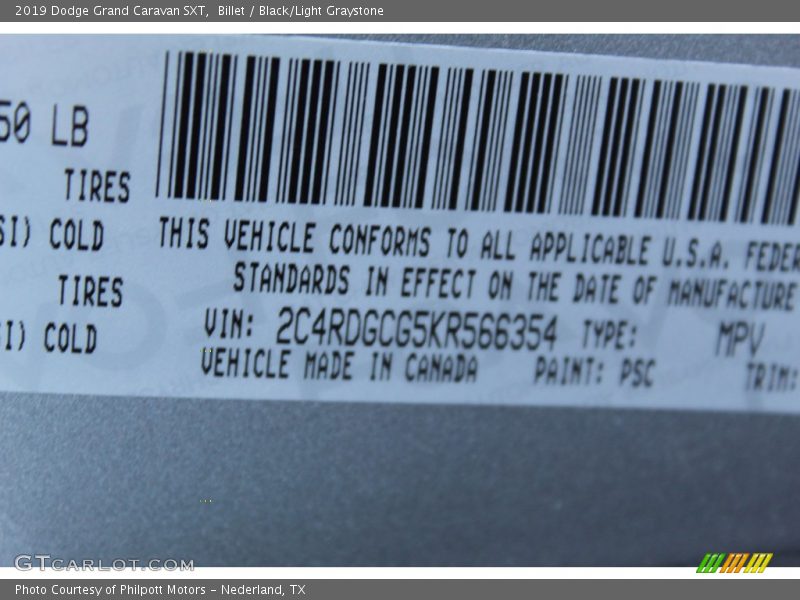 2019 Dodge Grand Caravan SXT, Billet / Black/Light Graystone
50 LB
TIRES
SI) COLD
TIRES
SI) COLD
THIS VEHICLE CONFORMS TO ALL APPLICABLE U.S.A. FEDER
STANDARDS IN EFFECT ON THE DATE OF MANUFACTURE
VIN: 2C4RDGCG5KR566354 TYPE: MPV
VEHICLE MADE IN CANADA PAINT: PSC TRIM:
GTCARLOT.COM
Photo Courtesy of Philpott Motors - Nederland, TX